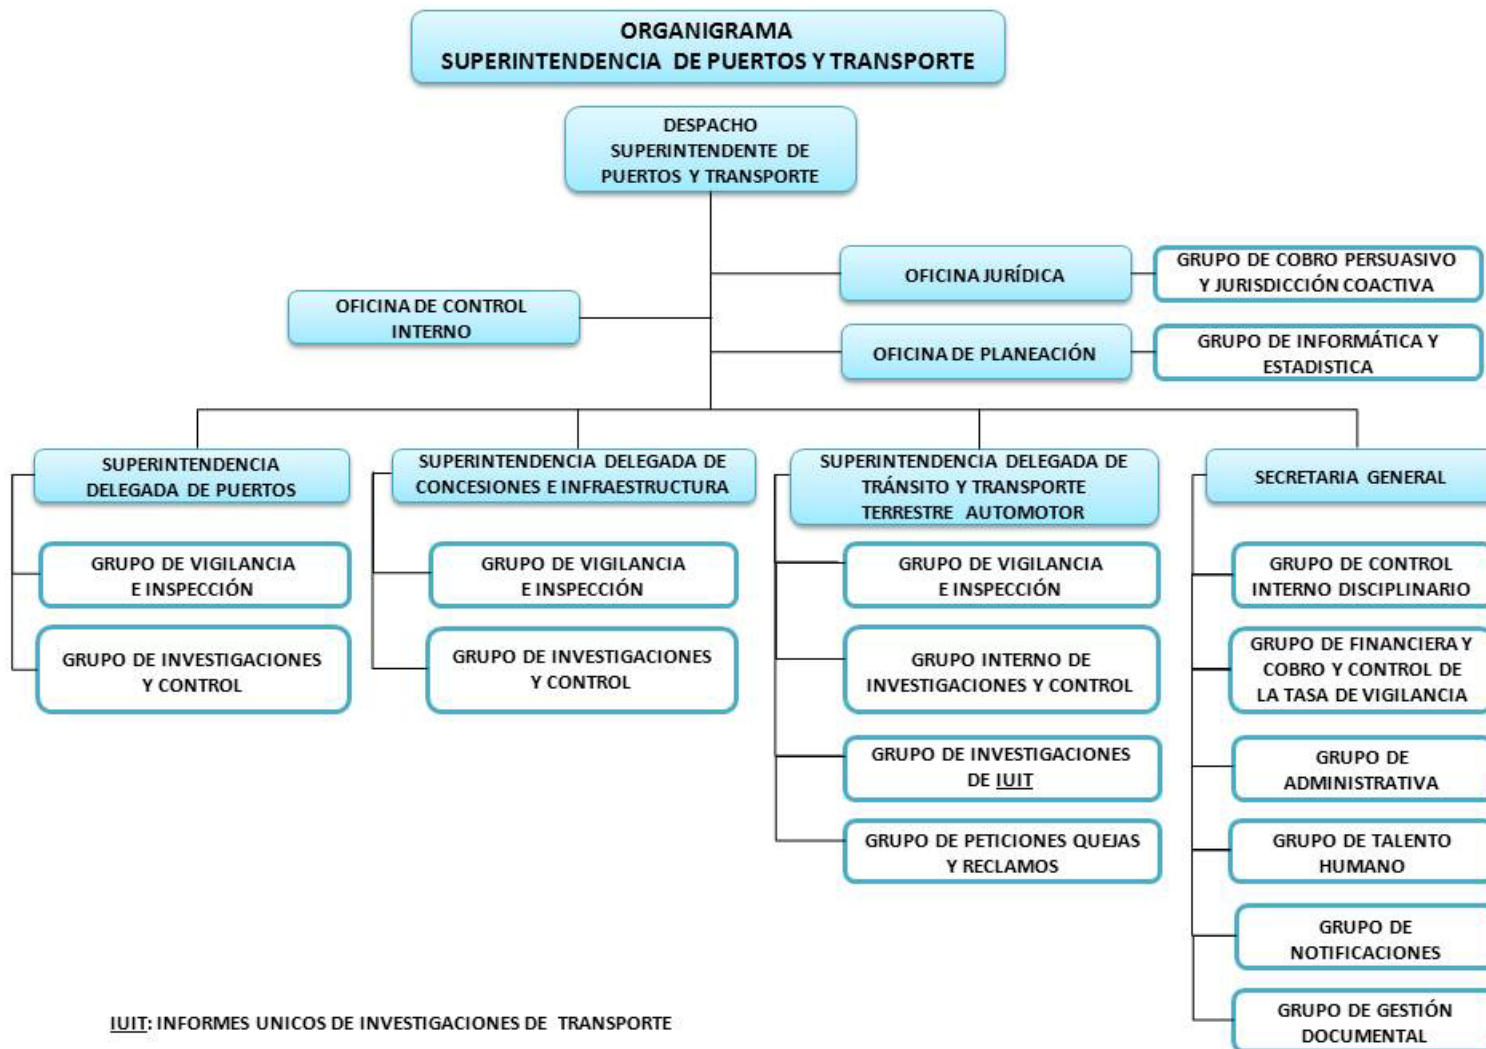 ORGANIGRAMA
SUPERINTENDENCIA DE PUERTOS Y TRANSPORTE
DESPACHO
SUPERINTENDENTE DE
PUERTOS Y TRANSPORTE
OFICINA JURÍDICA
GRUPO DE COBRO PERSUASIVO
Y JURISDICCIÓN COACTIVA
OFICINA DE CONTROL
INTERNO
OFICINA DE PLANEACIÓN
GRUPO DE INFORMÁTICA Y
ESTADISTICA
SUPERINTENDENCIA
DELEGADA DE PUERTOS
GRUPO DE VIGILANCIA
E INSPECCIÓN
GRUPO DE INVESTIGACIONES
Y CONTROL
SUPERINTENDENCIA DELEGADA DE
CONCESIONES E INFRAESTRUCTURA
GRUPO DE VIGILANCIA
E INSPECCIÓN
GRUPO DE INVESTIGACIONES
Y CONTROL
SUPERINTENDENCIA DELEGADA DE
TRÁNSITO Y TRANSPORTE
TERRESTRE AUTOMOTOR
GRUPO DE VIGILANCIA
E INSPECCIÓN
GRUPO INTERNO DE
INVESTIGACIONES Y CONTROL
GRUPO DE INVESTIGACIONES
DE IUIT
GRUPO DE PETICIONES QUEJAS
Y RECLAMOS
SECRETARIA GENERAL
GRUPO DE CONTROL
INTERNO DISCIPLINARIO
GRUPO DE FINANCIERA Y
COBRO Y CONTROL DE
LA TASA DE VIGILANCIA
GRUPO DE
ADMINISTRATIVA
GRUPO DE TALENTO
HUMANO
GRUPO DE
NOTIFICACIONES
GRUPO DE GESTIÓN
DOCUMENTAL
IUIT: INFORMES UNICOS DE INVESTIGACIONES DE TRANSPORTE